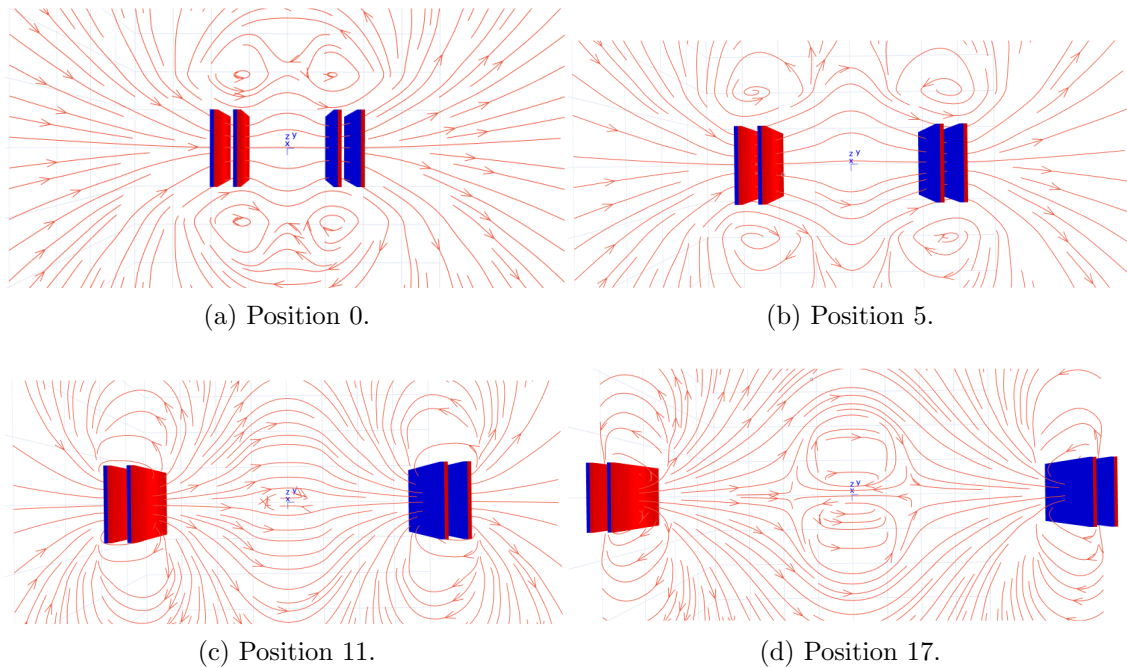 z y
x
z y
x
(a) Position 0.
(b) Position 5.
z y
x
z y
x
(c) Position 11.
(d) Position 17.